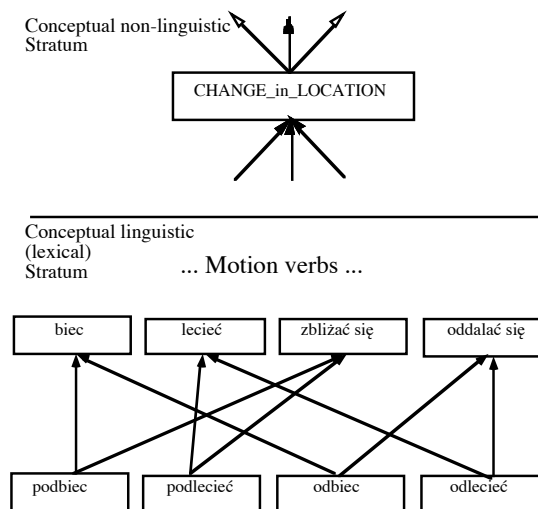 Conceptual non-linguistic
Stratum
CHANGE_in_LOCATION
Conceptual linguistic
(lexical)
Stratum
... Motion verbs ...
biec
lecieć
zbliżać się
oddalać się
podbiec
podlecieć
odbiec
odlecieć